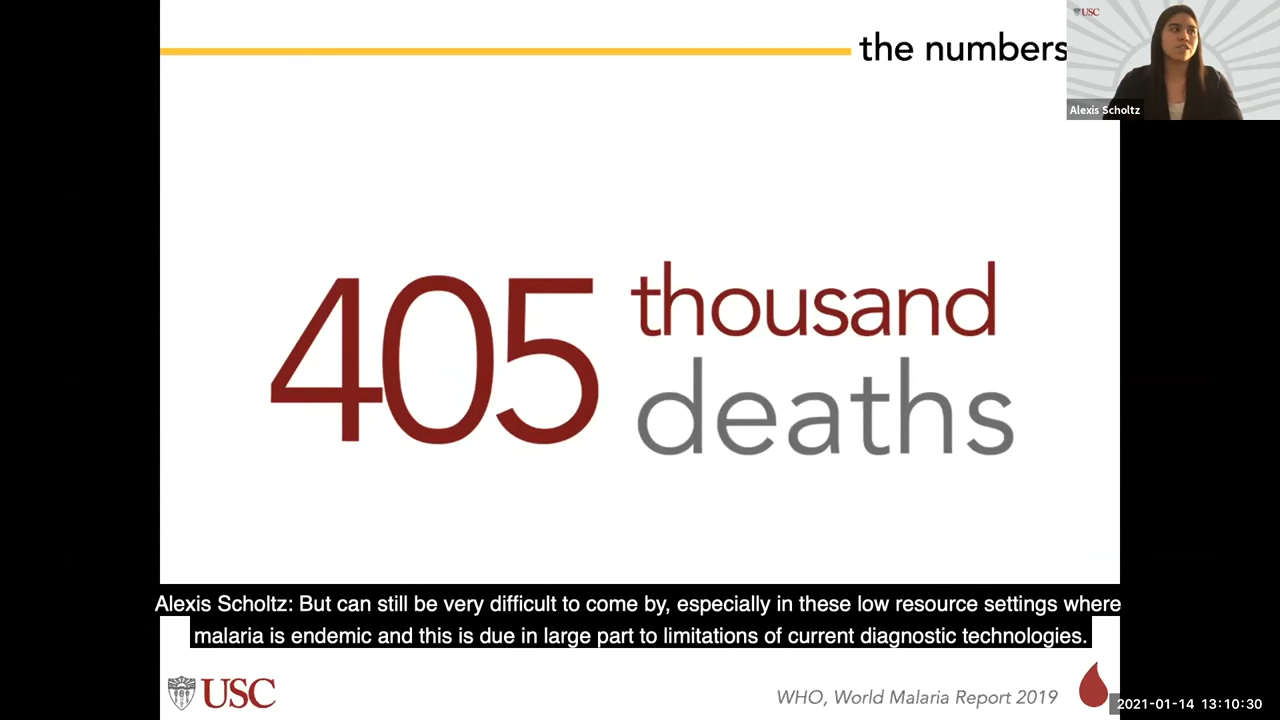 the numbers
USC
Alexis Scholtz
405 thousand
deaths
Alexis Scholtz: But can still be very difficult to come by, especially in these low resource settings where
malaria is endemic and this is due in large part to limitations of current diagnostic technologies.
USC
WHO, World Malaria Report 2019
2021-01-14 13:10:30